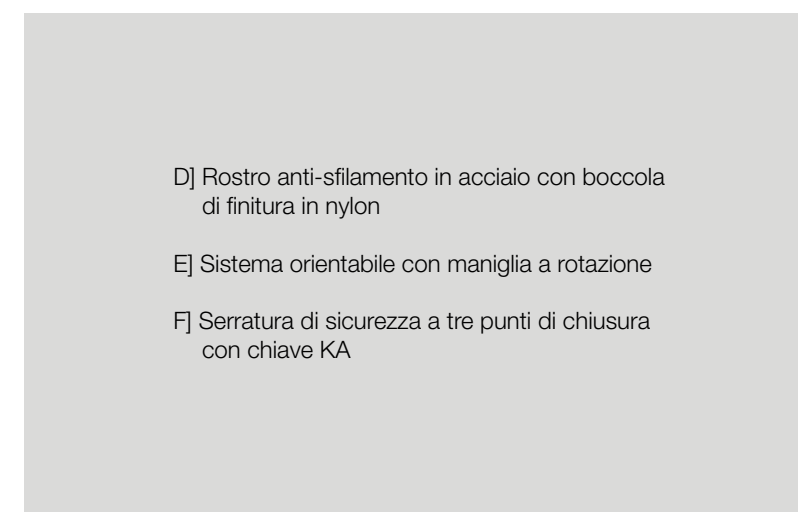 D] Rostro anti-sfilamento in acciaio con boccola
di finitura in nylon
E] Sistema orientabile con maniglia a rotazione
F] Serratura di sicurezza a tre punti di chiusura
con chiave KA